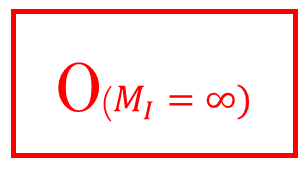 O(M_I = ∞)